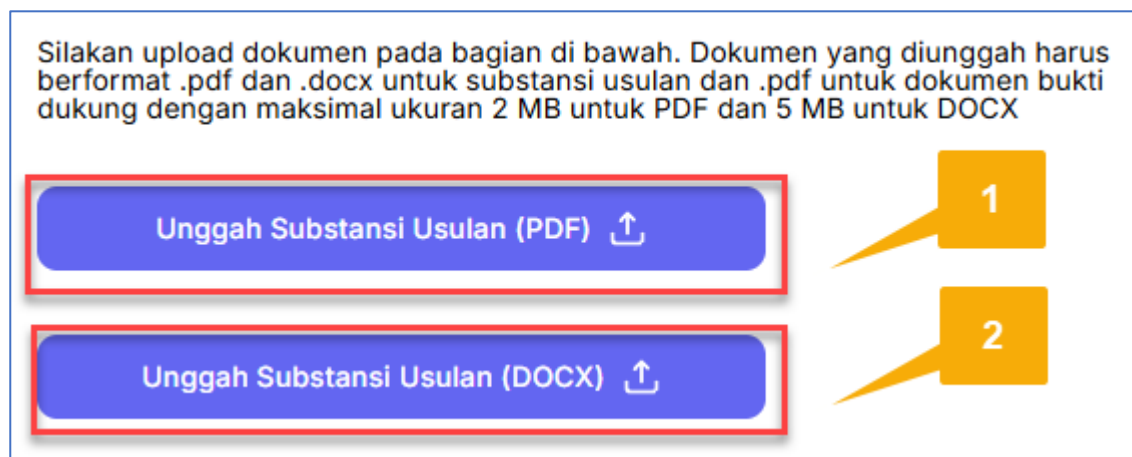 Silakan upload dokumen pada bagian di bawah. Dokumen yang diunggah harus
berformat .pdf dan .docx untuk substansi usulan dan .pdf untuk dokumen bukti
dukung dengan maksimal ukuran 2 MB untuk PDF dan 5 MB untuk DOCX
Unggah Substansi Usulan (PDF)
1
Unggah Substansi Usulan (DOCX)
2